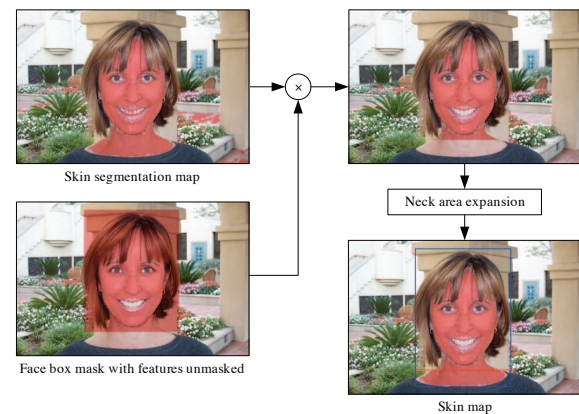 ×
Skin segmentation map
Neck area expansion
Face box mask with features unmasked
Skin map